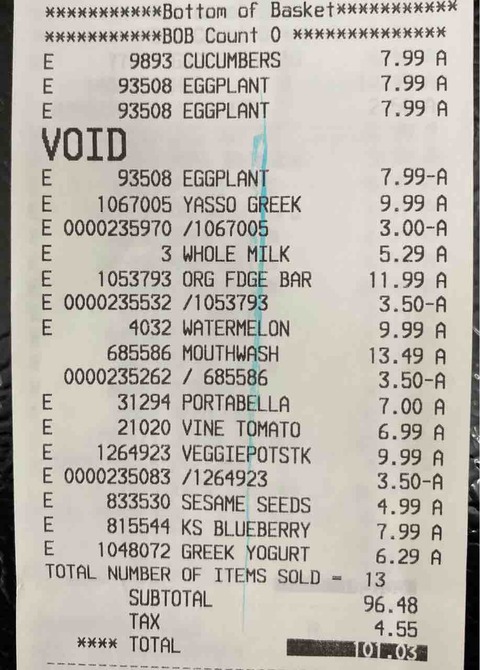 ***********Bottom of Basket***********
***********BOB Count 0 **************
E 9893 CUCUMBERS 7.99 A
E 93508 EGGPLANT 7.99 A
E 93508 EGGPLANT 7.99 A
VOID
E 93508 EGGPLANT 7.99-A
E 1067005 YASSO GREEK 9.99 A
E 0000235970 /1067005 3.00-A
E 3 WHOLE MILK 5.29 A
E 1053793 ORG FDGE BAR 11.99 A
E 0000235532 /1053793 3.50-A
E 4032 WATERMELON 9.99 A
685586 MOUTHWASH 13.49 A
0000235262 / 685586 3.50-A
E 31294 PORTABELLA 7.00 A
E 21020 VINE TOMATO 6.99 A
E 1264923 VEGGIEPOTSTK 9.99 A
E 0000235083 /1264923 3.50-A
E 833530 SESAME SEEDS 4.99 A
E 815544 KS BLUEBERRY 7.99 A
E 1048072 GREEK YOGURT 6.29 A
TOTAL NUMBER OF ITEMS SOLD = 13
SUBTOTAL 96.48
TAX 4.55
**** TOTAL 101.03